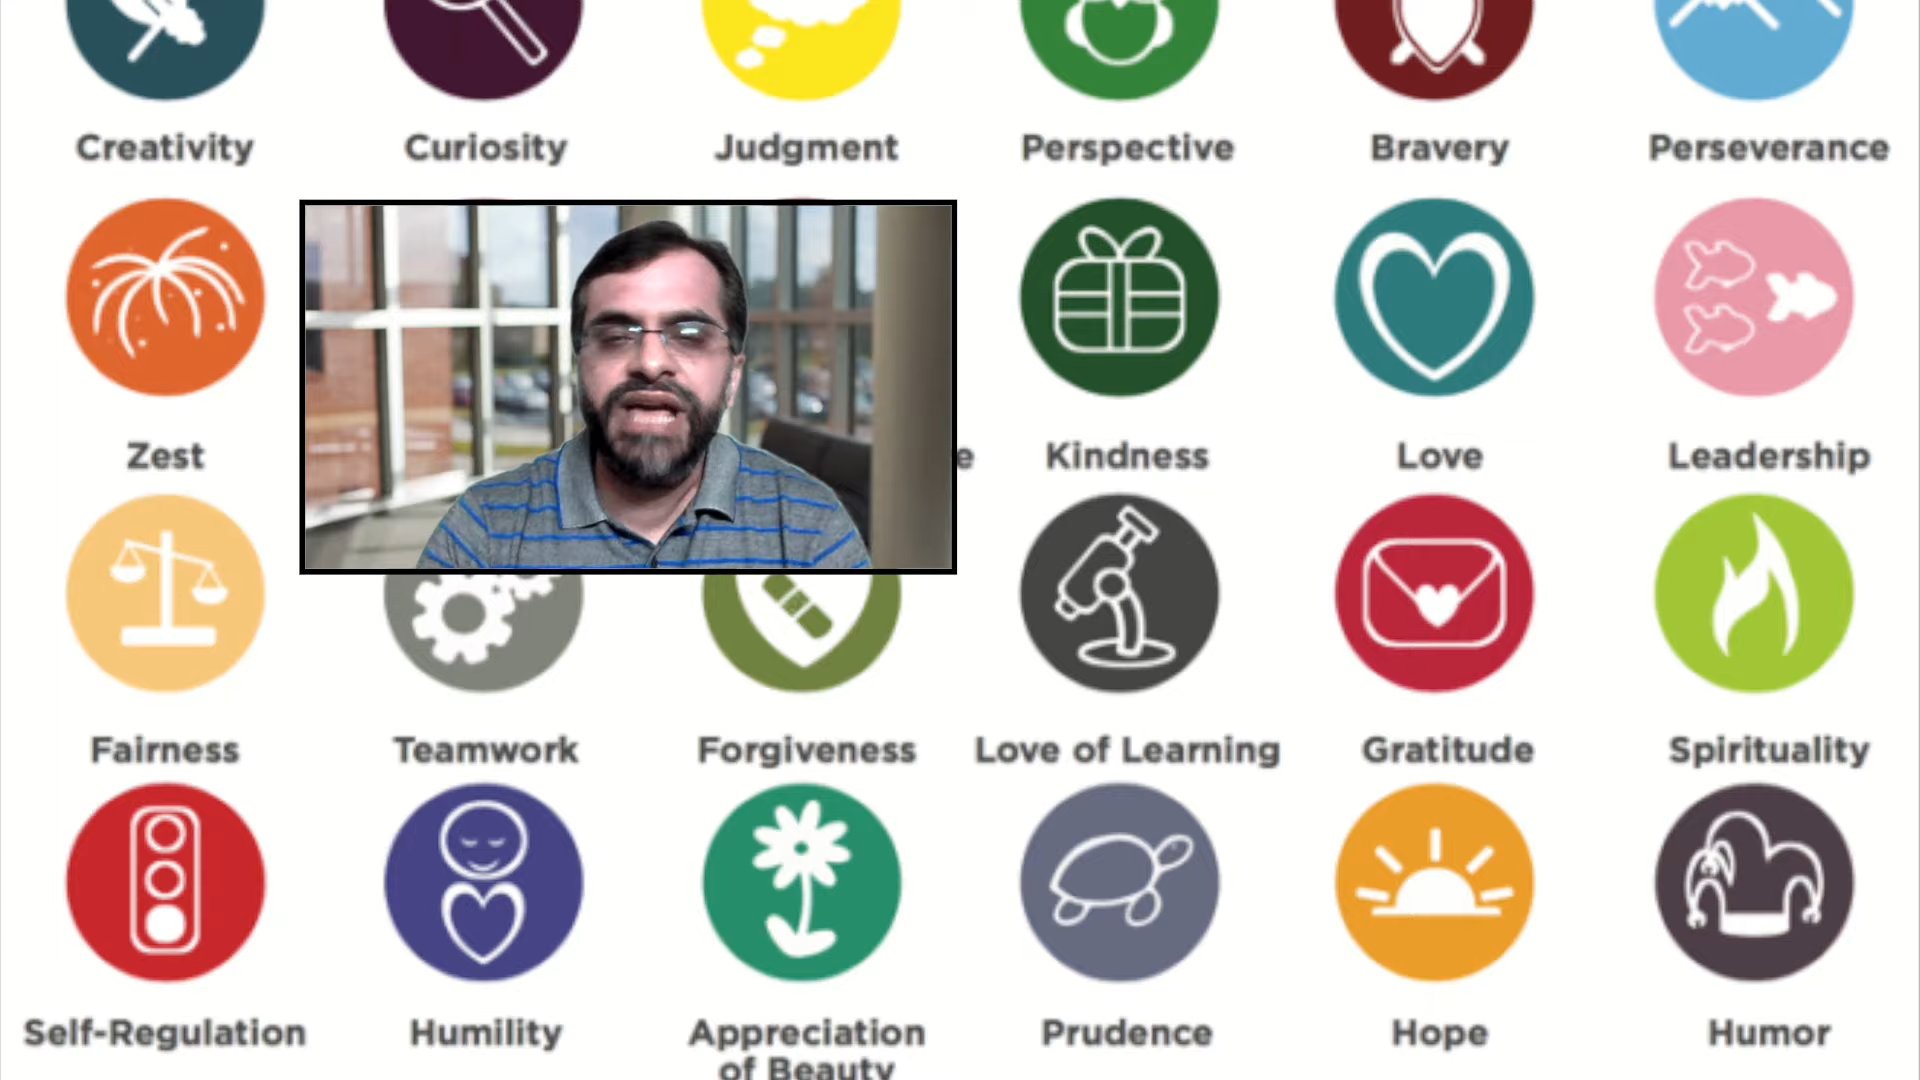 Creativity
Curiosity
Judgment
Perspective
Bravery
Perseverance
Zest
Kindness
Love
Leadership
Fairness
Teamwork
Forgiveness
Love of Learning
Gratitude
Spirituality
Self-Regulation
Humility
Appreciation
of Beauty
Prudence
Hope
Humor